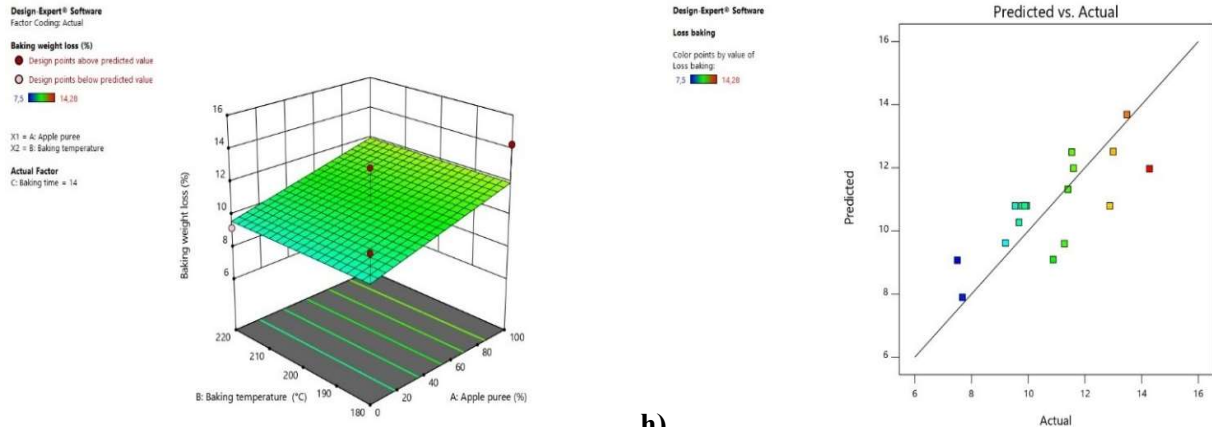 Design-Expert® Software
Factor Coding: Actual
Baking weight loss (%)
Design points above predicted value
Design points below predicted value
7,5 14,28
X1 = A: Apple puree
X2 = B: Baking temperature
Actual Factor
C: Baking time = 14
Baking weight loss (%)
16
14
12
10
8
6
220
210
200
190
180
B: Baking temperature (°C)
0
20
40
60
80
100
A: Apple puree (%)
h)
Design-Expert® Software
Loss baking
Color points by value of
Loss baking:
7,5 14,28
Predicted vs. Actual
Predicted
16
14
12
10
8
6
6 8 10 12 14 16
Actual